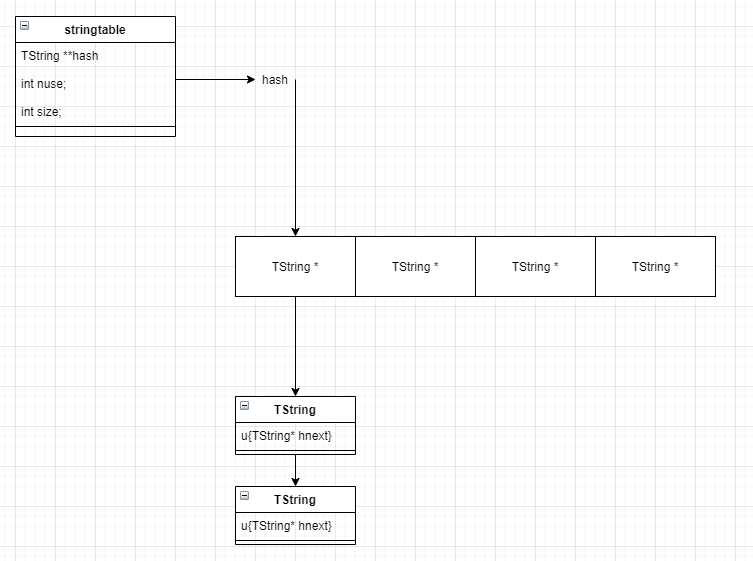 stringtable
TString **hash
int nuse;
int size;
hash
TString * TString * TString * TString *
TString
u{TString* hnext}
TString
u{TString* hnext}